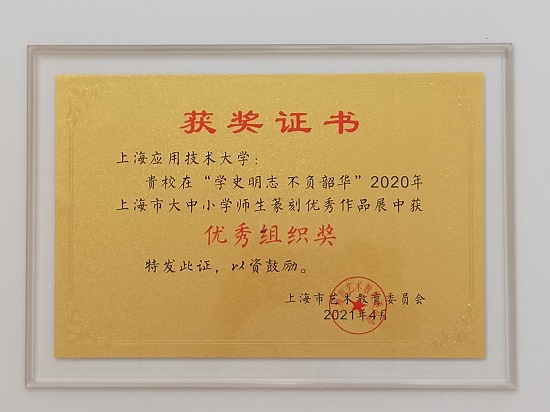 获奖证书
上海应用技术大学：
贵校在“学史明志 不负韶华”2020年
上海市大中小学师生篆刻优秀作品展中获
优秀组织奖
特发此证，以资鼓励。
上海市艺术教育委员会
2021年4月